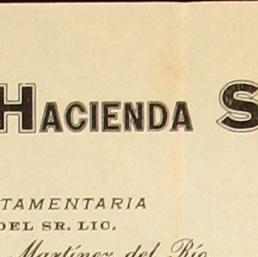 HACIENDA S
TAMENTARIA
DEL SR. LIC.
Martínez del Río